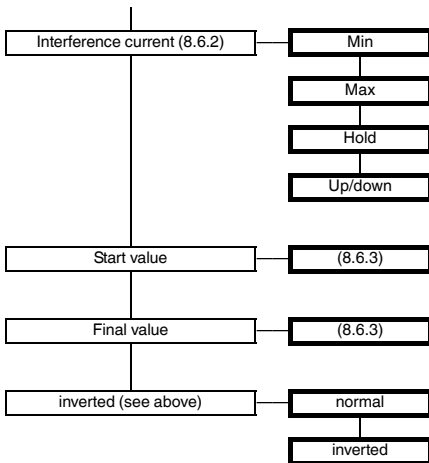 Interference current (8.6.2) Min
Max
Hold
Up/down
Start value (8.6.3)
Final value (8.6.3)
inverted (see above) normal
inverted